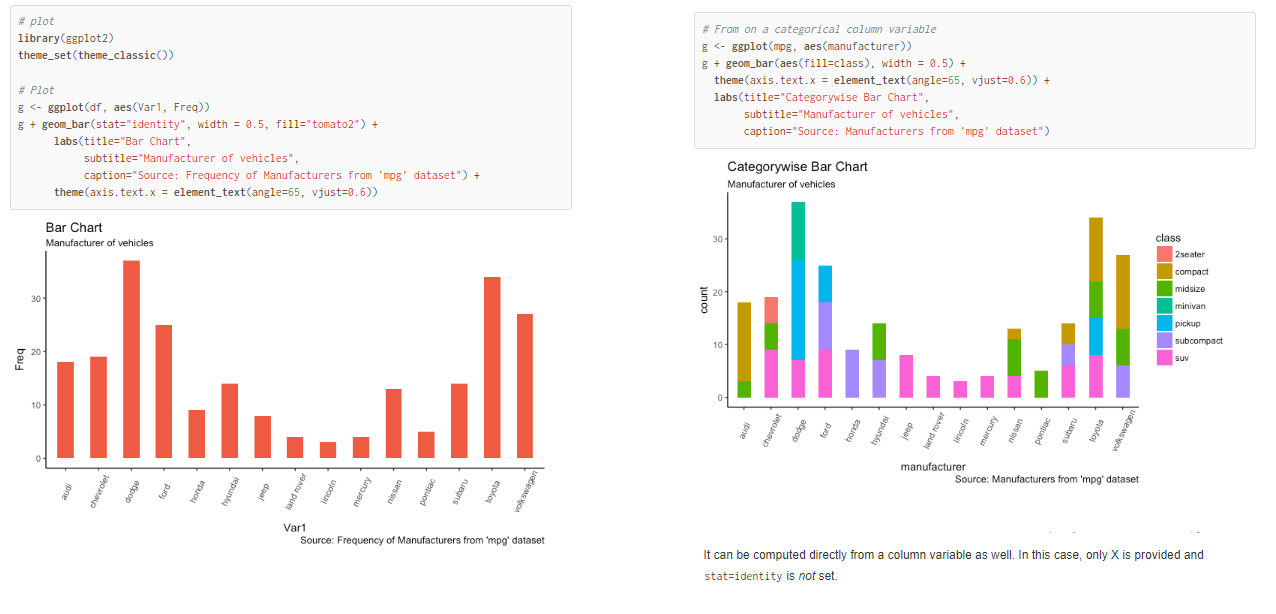 # plot
library(ggplot2)
theme_set(theme_classic())
# Plot
g <- ggplot(df, aes(Var1, Freq))
g + geom_bar(stat="identity", width = 0.5, fill="tomato2") +
labs(title="Bar Chart",
subtitle="Manufacturer of vehicles",
caption="Source: Frequency of Manufacturers from 'mpg' dataset") +
theme(axis.text.x = element_text(angle=65, vjust=0.6))
Bar Chart
Manufacturer of vehicles
Freq
30
20
10
0
audi
chevrolet
dodge
ford
honda
hyundai
jeep
land rover
lincoln
mercury
nissan
pontiac
subaru
toyota
volkswagen
Var1
Source: Frequency of Manufacturers from 'mpg' dataset
# From on a categorical column variable
g <- ggplot(mpg, aes(manufacturer))
g + geom_bar(aes(fill=class), width = 0.5) +
theme(axis.text.x = element_text(angle=65, vjust=0.6)) +
labs(title="Categorywise Bar Chart",
subtitle="Manufacturer of vehicles",
caption="Source: Manufacturers from 'mpg' dataset")
Categorywise Bar Chart
Manufacturer of vehicles
count
30
20
10
0
audi
chevrolet
dodge
ford
honda
hyundai
jeep
land rover
lincoln
mercury
nissan
pontiac
subaru
toyota
volkswagen
manufacturer
Source: Manufacturers from 'mpg' dataset
class
2seater
compact
midsize
minivan
pickup
subcompact
suv
It can be computed directly from a column variable as well. In this case, only X is provided and
stat=identity is not set.